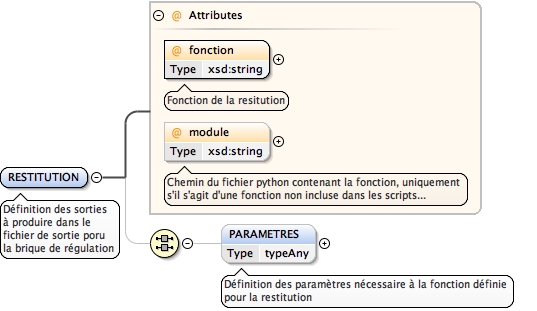 @ Attributes
@ fonction
Type xsd:string
Fonction de la resitution
@ module
Type xsd:string
Chemin du fichier python contenant la fonction, uniquement
s'il s'agit d'une fonction non incluse dans les scripts...
RESTITUTION
Définition des sorties
à produire dans le
fichier de sortie poru
la brique de régulation
PARAMETRES
Type typeAny
Définition des paramètres nécessaire à la fonction définie
pour la restitution